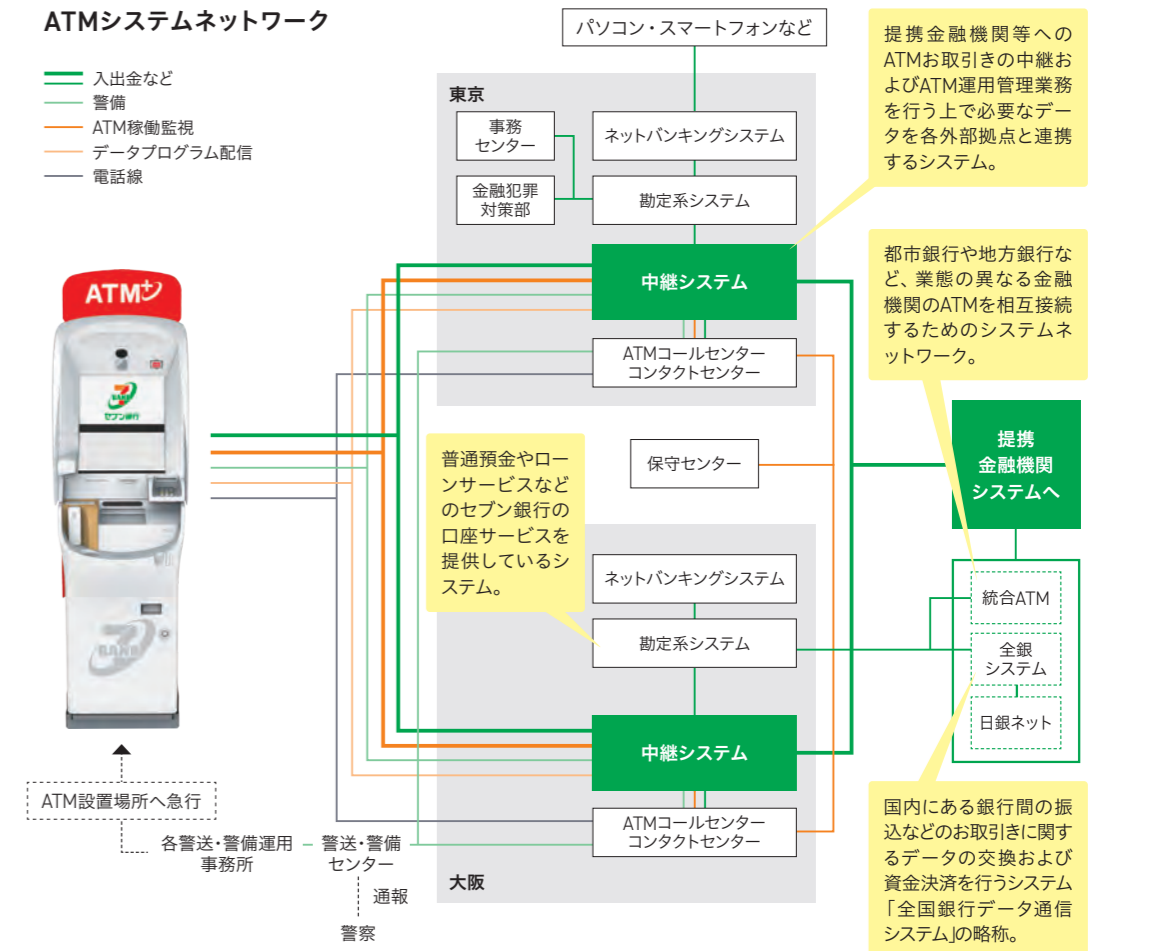 ATMシステムネットワーク
入出金など
警備
ATM稼働監視
データプログラム配信
電話線
パソコン・スマートフォンなど
東京
事務
センター
ネットバンキングシステム
金融犯罪
対策部
勘定系システム
中継システム
ATMコールセンター
コンタクトセンター
提携金融機関等への
ATMお取引きの中継お
よびATM運用管理業務
を行う上で必要なデー
タを各外部拠点と連携
するシステム。
都市銀行や地方銀行な
ど、業態の異なる金融
機関のATMを相互接続
するためのシステムネ
ットワーク。
ATM+
7
BANK
セブン銀行
7
BANK
保守センター
提携
金融機関
システムへ
普通預金やロー
ンサービスなど
のセブン銀行の
口座サービスを
提供しているシ
ステム。
ネットバンキングシステム
勘定系システム
中継システム
ATMコールセンター
コンタクトセンター
大阪
統合ATM
全銀
システム
日銀ネット
国内にある銀行間の振
込などのお取引きに関す
るデータの交換および
資金決済を行うシステム
「全国銀行データ通信
システム」の略称。
ATM設置場所へ急行
各警送・警備運用
事務所
警送・警備
センター
通報
警察